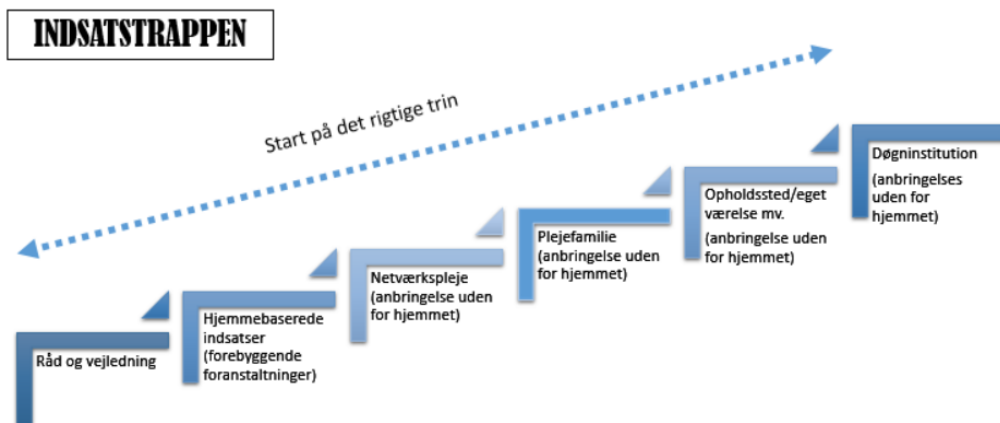 INDSATSTRAPPEN
Start på det rigtige trin
Råd og vejledning
Hjemmebaserede
indsatser
(forebyggende
foranstaltninger)
Netværkspleje
(anbringelse uden
for hjemmet)
Plejefamilie
(anbringelse uden
for hjemmet)
Opholdssted/eget
værelse mv.
(anbringelse uden
for hjemmet)
Døgninstitution
(anbringelses
uden for
hjemmet)